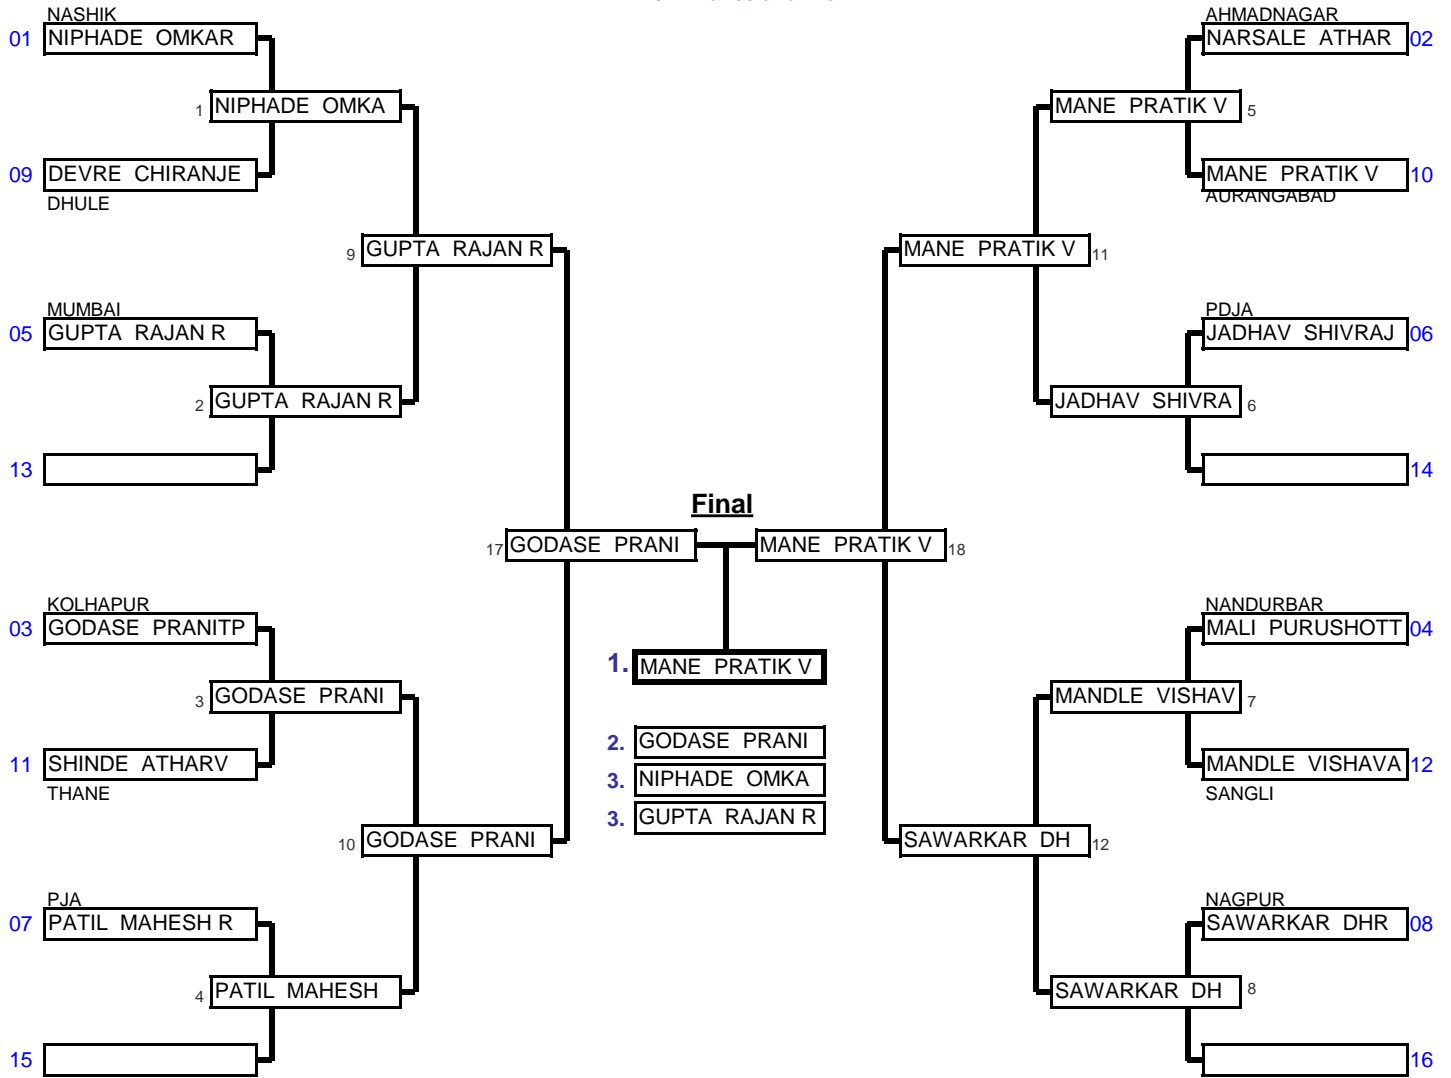 NASHIK
01 NIPHADE OMKAR
1 NIPHADE OMKA
09 DEVRE CHIRANJE
DHULE
9 GUPTA RAJAN R
MUMBAI
05 GUPTA RAJAN R
2 GUPTA RAJAN R
13
17 GODASE PRANI
KOLHAPUR
03 GODASE PRANITP
3 GODASE PRANI
11 SHINDE ATHARV
THANE
10 GODASE PRANI
PJA
07 PATIL MAHESH R
4 PATIL MAHESH
15
Final
1. MANE PRATIK V
2. GODASE PRANI
3. NIPHADE OMKA
3. GUPTA RAJAN R
AHMADNAGAR
NARSALE ATHAR 02
MANE PRATIK V 5
MANE PRATIK V 10
AURANGABAD
MANE PRATIK V 11
PDJA
JADHAV SHIVRAJ 06
JADHAV SHIVRA 6
14
MANE PRATIK V 18
NANDURBAR
MALI PURUSHOTT 04
MANDLE VISHAV 7
MANDLE VISHAVA 12
SANGLI
SAWARKAR DH 12
NAGPUR
SAWARKAR DHR 08
SAWARKAR DH 8
16